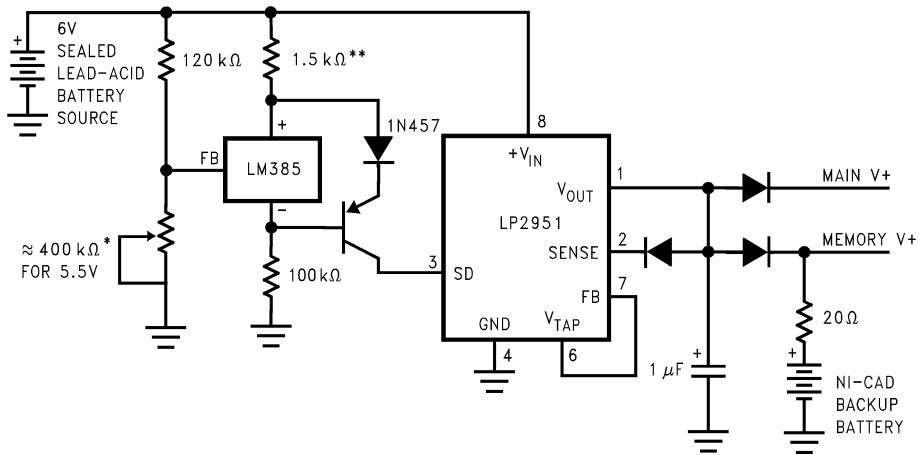 +
6V
SEALED
LEAD-ACID
BATTERY
SOURCE
120 kΩ
1.5 kΩ**
1N457
+
FB
LM385
−
≈ 400 kΩ*
FOR 5.5V
100 kΩ
3
SD
8
+VIN
1
VOUT
LP2951
2
SENSE
7
FB
GND
VTAP
4
6
MAIN V+
MEMORY V+
20Ω
+
1 μF
+
NI-CAD
BACKUP
BATTERY